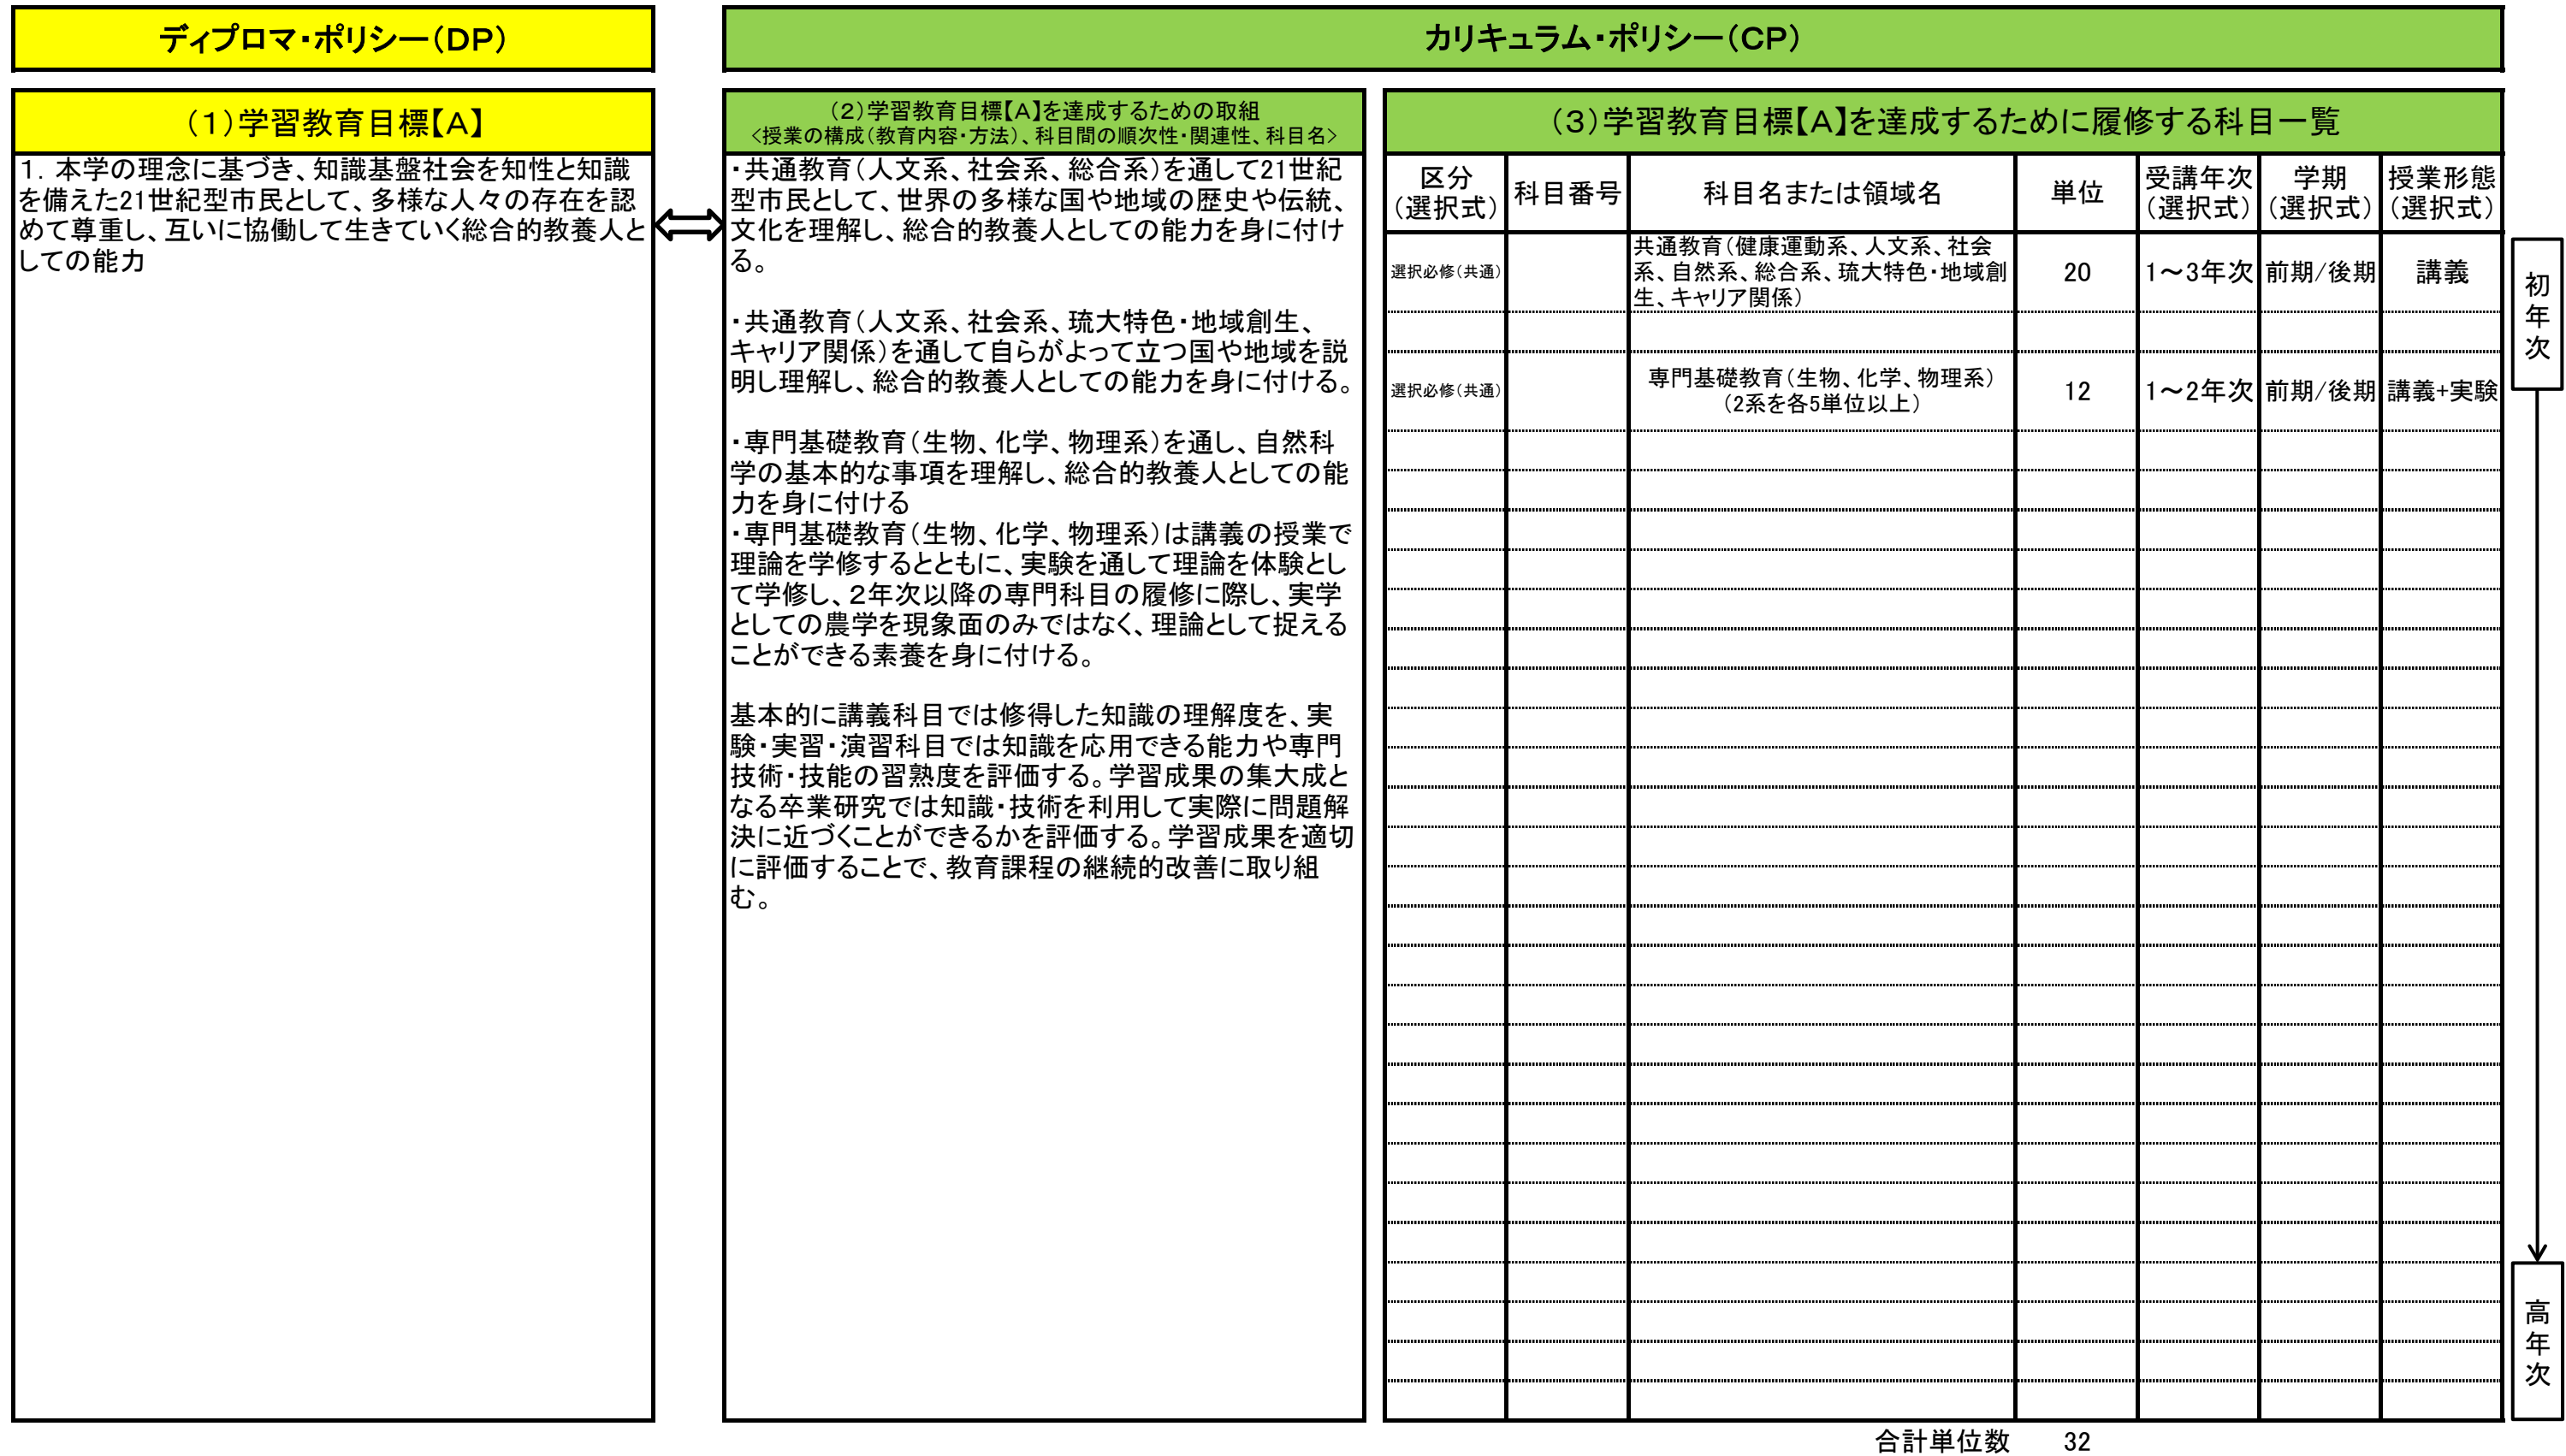 ディプロマ・ポリシー（DP）
カリキュラム・ポリシー（CP）
（1）学習教育目標【A】
1．本学の理念に基づき、知識基盤社会を知性と知識
を備えた21世紀型市民として、多様な人々の存在を認
めて尊重し、互いに協働して生きていく総合的教養人と
しての能力
（2）学習教育目標【A】を達成するための取組
＜授業の構成（教育内容・方法）、科目間の順次性・関連性、科目名＞
・共通教育（人文系、社会系、総合系）を通して21世紀
型市民として、世界の多様な国や地域の歴史や伝統、
文化を理解し、総合的教養人としての能力を身に付け
る。
・共通教育（人文系、社会系、琉大特色・地域創生、
キャリア関係）を通して自らがよって立つ国や地域を説
明し理解し、総合的教養人としての能力を身に付ける。
・専門基礎教育（生物、化学、物理系）を通し、自然科
学の基本的な事項を理解し、総合的教養人としての能
力を身に付ける
・専門基礎教育（生物、化学、物理系）は講義の授業で
理論を学修するとともに、実験を通して理論を体験とし
て学修し、2年次以降の専門科目の履修に際し、実学
としての農学を現象面のみではなく、理論として捉える
ことができる素養を身に付ける。
基本的に講義科目では修得した知識の理解度を、実
験・実習・演習科目では知識を応用できる能力や専門
技術・技能の習熟度を評価する。学習成果の集大成と
なる卒業研究では知識・技術を利用して実際に問題解
決に近づくことができるかを評価する。学習成果を適切
に評価することで、教育課程の継続的改善に取り組
む。
（3）学習教育目標【A】を達成するために履修する科目一覧
区分（選択式） 科目番号 科目名または領域名 単位 受講年次（選択式） 学期（選択式） 授業形態（選択式）
選択必修（共通） 共通教育（健康運動系、人文系、社会
系、自然系、総合系、琉大特色・地域創
生、キャリア関係） 20 1～3年次 前期/後期 講義
選択必修（共通） 専門基礎教育（生物、化学、物理系）
（2系を各5単位以上） 12 1～2年次 前期/後期 講義+実験
合計単位数 32
初年次
高年次